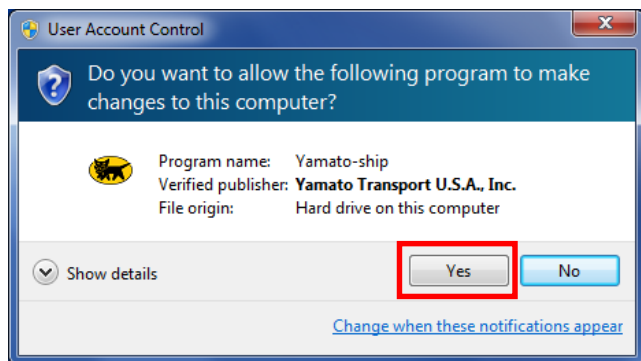 User Account Control
Do you want to allow the following program to make
changes to this computer?
Program name: Yamato-ship
Verified publisher: Yamato Transport U.S.A., Inc.
File origin: Hard drive on this computer
Show details
Yes
No
Change when these notifications appear